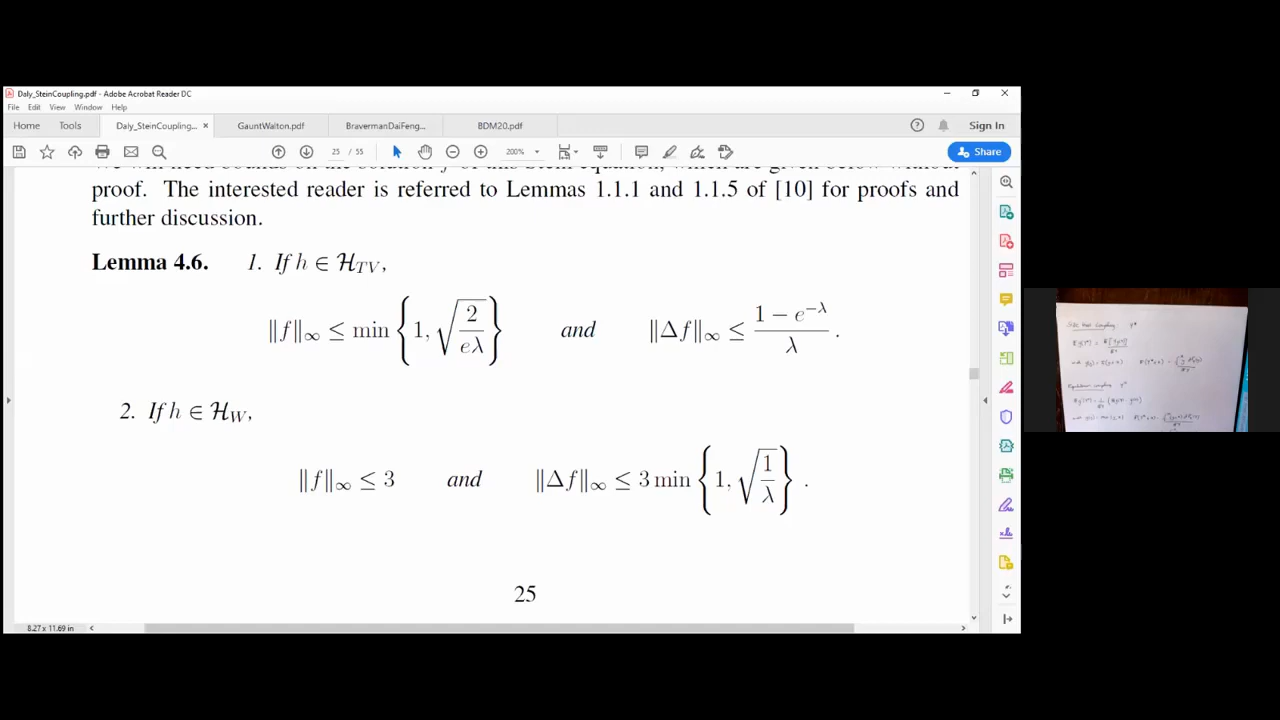 Daly_SteinCoupling.pdf - Adobe Acrobat Reader DC
File Edit View Window Help
Home Tools Daly_SteinCoupling... × GauntWalton.pdf BravermanDaiFeng... BDM20.pdf Sign In
25 / 55 200% Share
proof. The interested reader is referred to Lemmas 1.1.1 and 1.1.5 of [10] for proofs and
further discussion.
Lemma 4.6. 1. If h ∈ ℋ_TV,
‖f‖∞ ≤ min { 1, √(2/(eλ)) } and ‖Δf‖∞ ≤ (1 − e^{−λ})/λ .
2. If h ∈ ℋ_W,
‖f‖∞ ≤ 3 and ‖Δf‖∞ ≤ 3 min { 1, √(1/λ) } .
25
8.27 x 11.69 in